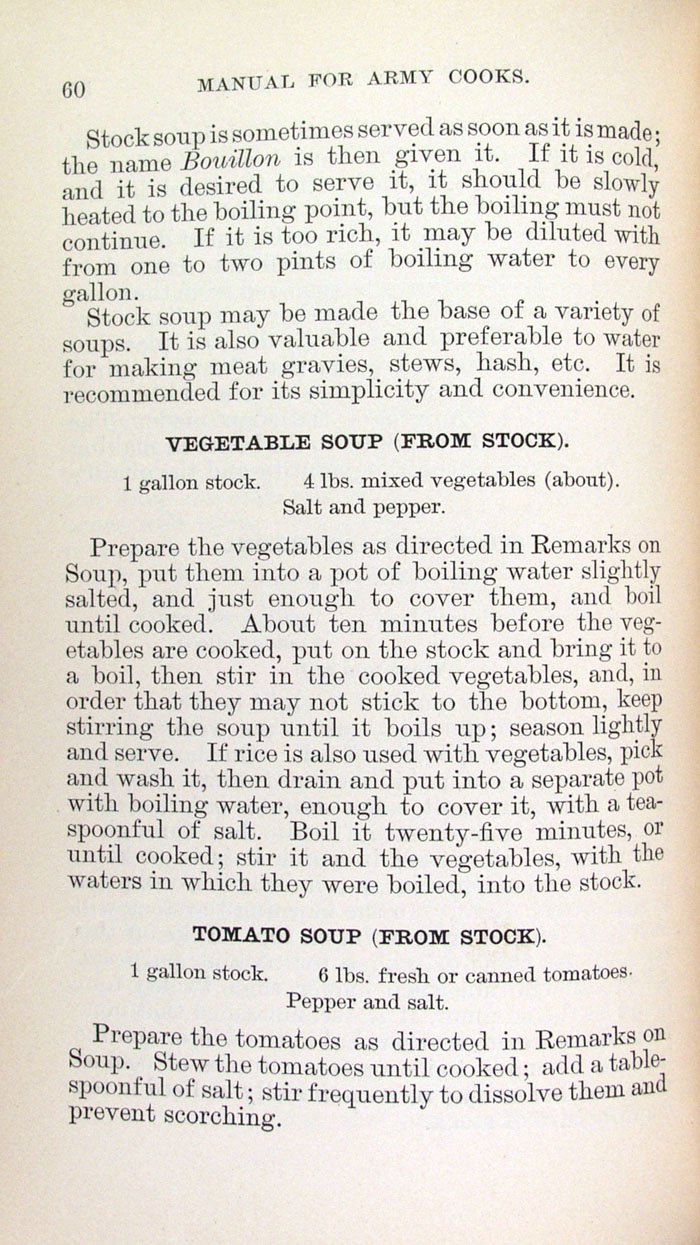 60
MANUAL FOR ARMY COOKS.
Stock soup is sometimes served as soon as it is made;
the name Bouillon is then given it. If it is cold,
and it is desired to serve it, it should be slowly
heated to the boiling point, but the boiling must not
continue. If it is too rich, it may be diluted with
from one to two pints of boiling water to every
gallon.
Stock soup may be made the base of a variety of
soups. It is also valuable and preferable to water
for making meat gravies, stews, hash, etc. It is
recommended for its simplicity and convenience.
VEGETABLE SOUP (FROM STOCK).
1 gallon stock. 4 lbs. mixed vegetables (about).
Salt and pepper.
Prepare the vegetables as directed in Remarks on
Soup, put them into a pot of boiling water slightly
salted, and just enough to cover them, and boil
until cooked. About ten minutes before the veg-
etables are cooked, put on the stock and bring it to
a boil, then stir in the cooked vegetables, and, in
order that they may not stick to the bottom, keep
stirring the soup until it boils up; season lightly
and serve. If rice is also used with vegetables, pick
and wash it, then drain and put into a separate pot
with boiling water, enough to cover it, with a tea-
spoonful of salt. Boil it twenty-five minutes, or
until cooked; stir it and the vegetables, with the
waters in which they were boiled, into the stock.
TOMATO SOUP (FROM STOCK).
1 gallon stock. 6 lbs. fresh or canned tomatoes.
Pepper and salt.
Prepare the tomatoes as directed in Remarks on
Soup. Stew the tomatoes until cooked; add a table-
spoonful of salt; stir frequently to dissolve them and
prevent scorching.